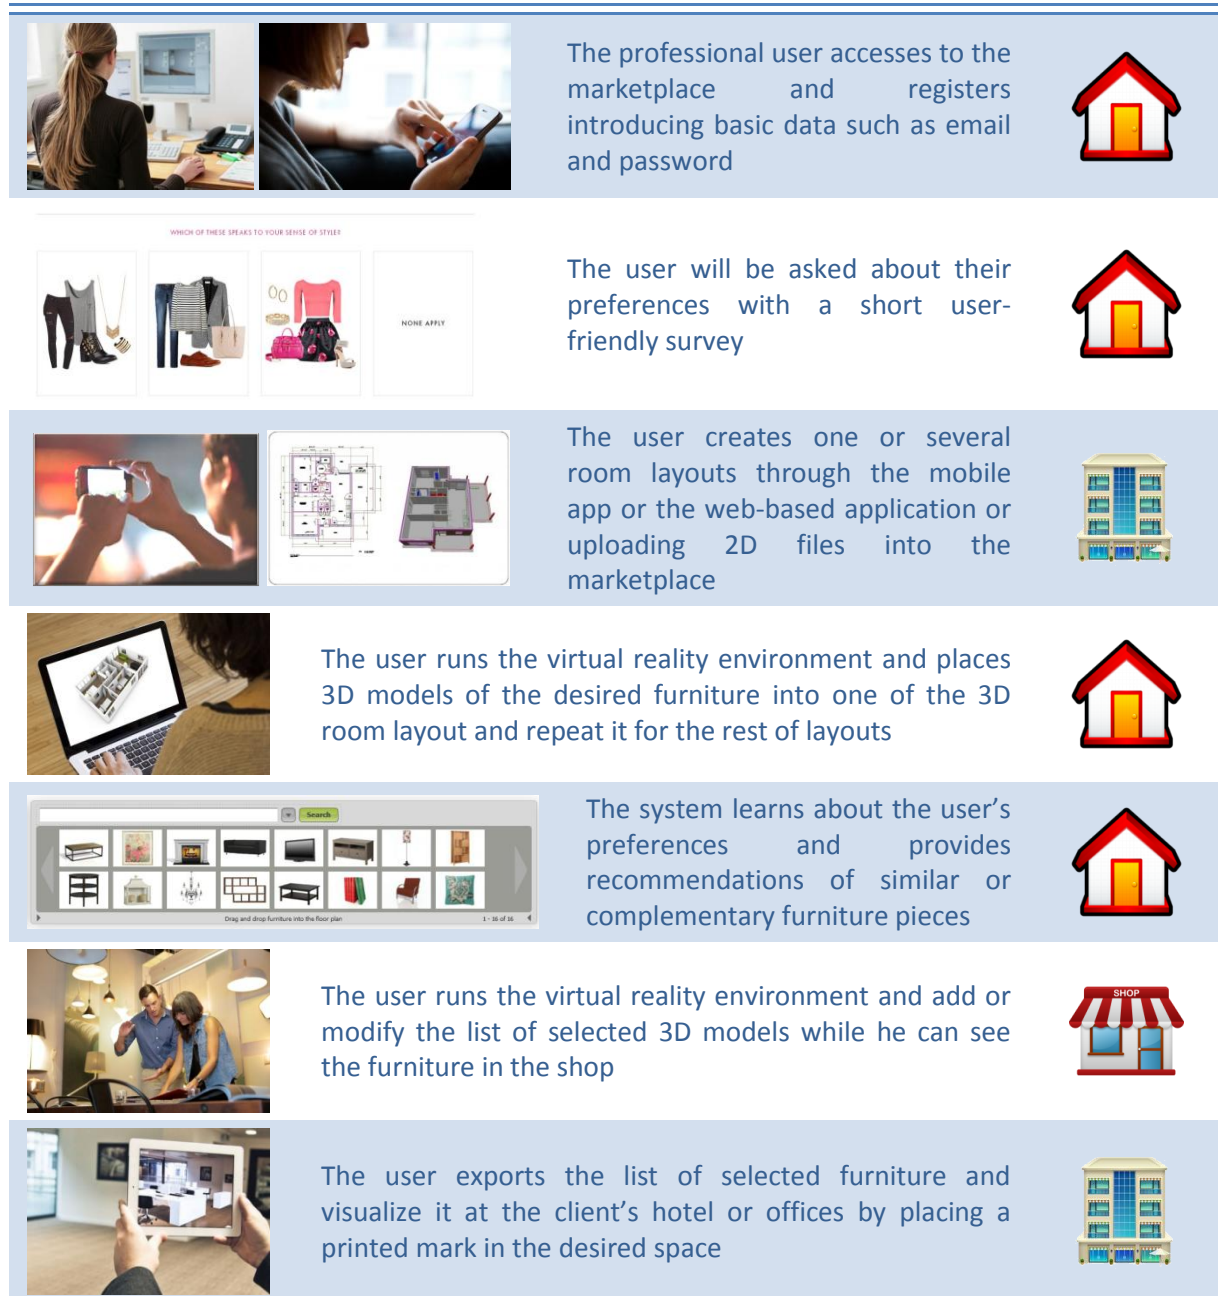 The professional user accesses to the
marketplace and registers
introducing basic data such as email
and password
WHICH OF THESE SPEAKS TO YOUR SENSE OF STYLE?
NONE APPLY
The user will be asked about their
preferences with a short user-
friendly survey
The user creates one or several
room layouts through the mobile
app or the web-based application or
uploading 2D files into the
marketplace
The user runs the virtual reality environment and places
3D models of the desired furniture into one of the 3D
room layout and repeat it for the rest of layouts
Search
Drag and drop furniture into the floor plan
1 - 16 of 16
The system learns about the user’s
preferences and provides
recommendations of similar or
complementary furniture pieces
The user runs the virtual reality environment and add or
modify the list of selected 3D models while he can see
the furniture in the shop
SHOP
The user exports the list of selected furniture and
visualize it at the client’s hotel or offices by placing a
printed mark in the desired space